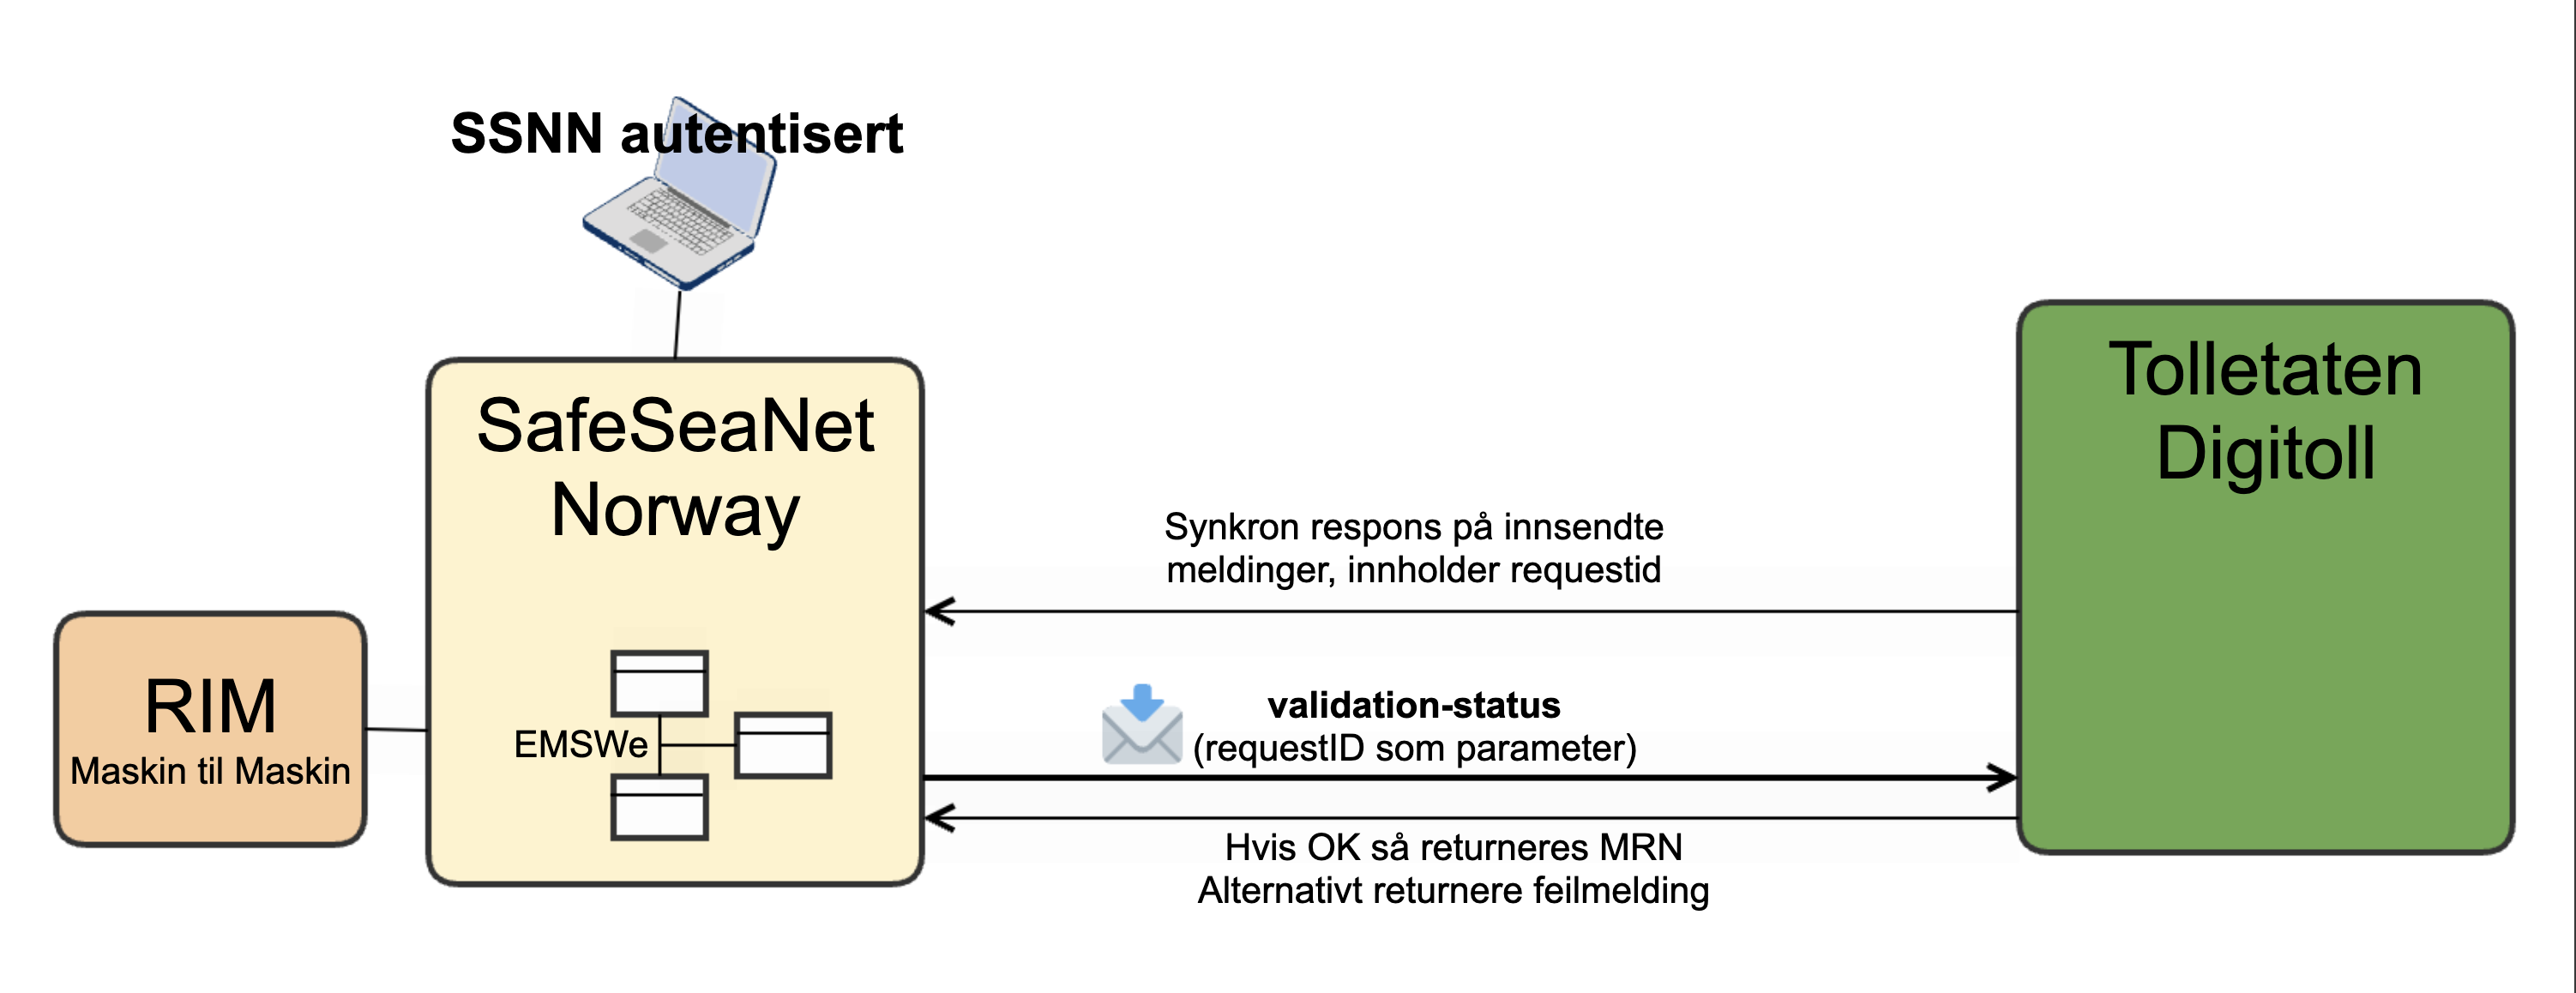 SSNN autentisert
SafeSeaNet
Norway
Tolletaten
Digitoll
Synkron respons på innsendte
meldinger, innholder requestid
RIM
Maskin til Maskin
EMSWe
validation-status
(requestID som parameter)
Hvis OK så returneres MRN
Alternativt returnere feilmelding